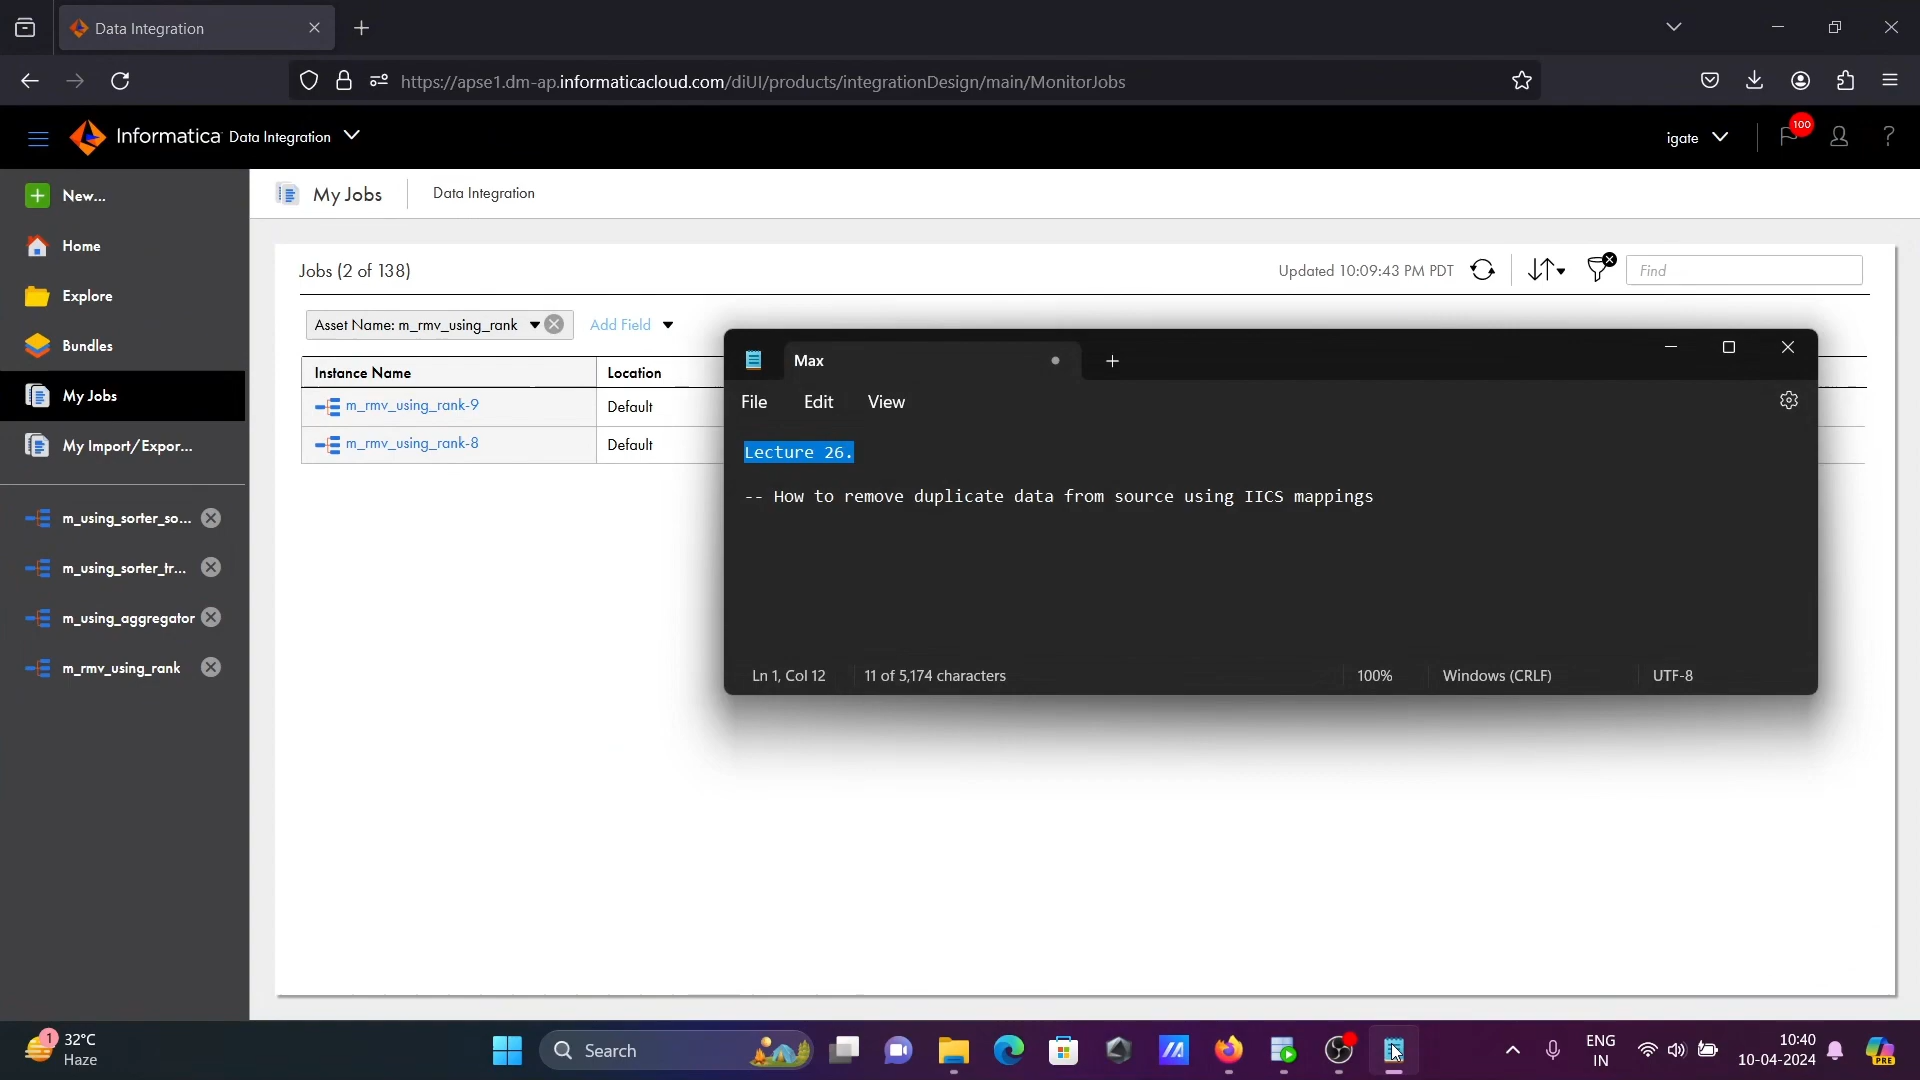 Data Integration
https://apse1.dm-ap.informaticacloud.com/diUI/products/integrationDesign/main/MonitorJobs
Informatica Data Integration
igate
100
New...
Home
Explore
Bundles
My Jobs
My Import/Expor...
m_using_sorter_so...
m_using_sorter_tr...
m_using_aggregator
m_rmv_using_rank
My Jobs
Data Integration
Jobs (2 of 138)
Updated 10:09:43 PM PDT
Find
Asset Name: m_rmv_using_rank
Add Field
Instance Name
Location
m_rmv_using_rank-9
Default
m_rmv_using_rank-8
Default
Max
File
Edit
View
Lecture 26.
-- How to remove duplicate data from source using IICS mappings
Ln 1, Col 12
11 of 5,174 characters
100%
Windows (CRLF)
UTF-8
1
32°C
Haze
Search
ENG
IN
10:40
10-04-2024
PRE